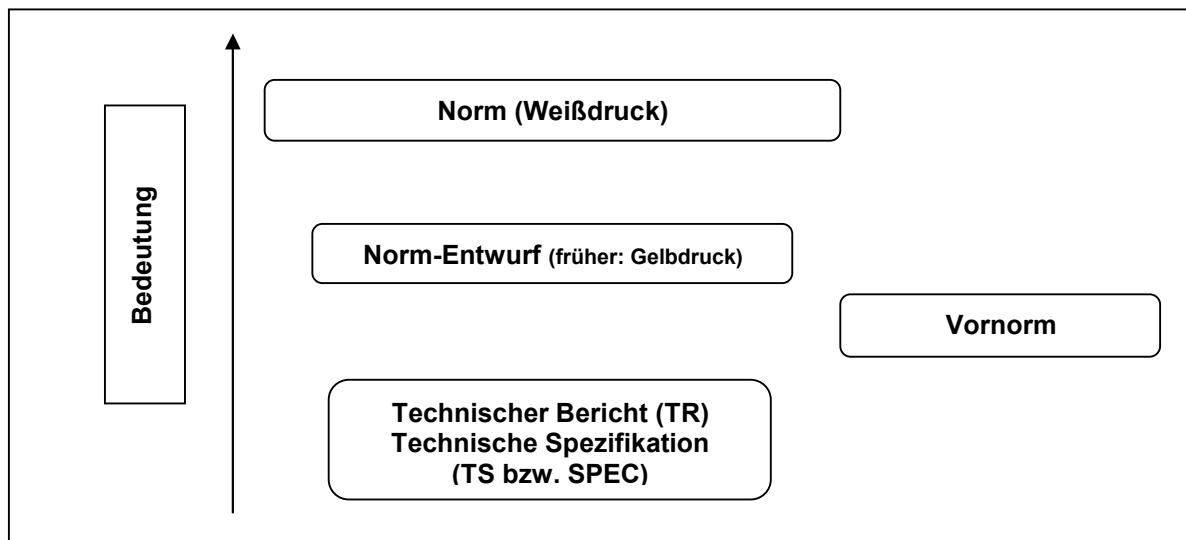 Norm (Weißdruck)
Bedeutung
Norm-Entwurf (früher: Gelbdruck)
Vornorm
Technischer Bericht (TR)
Technische Spezifikation
(TS bzw. SPEC)